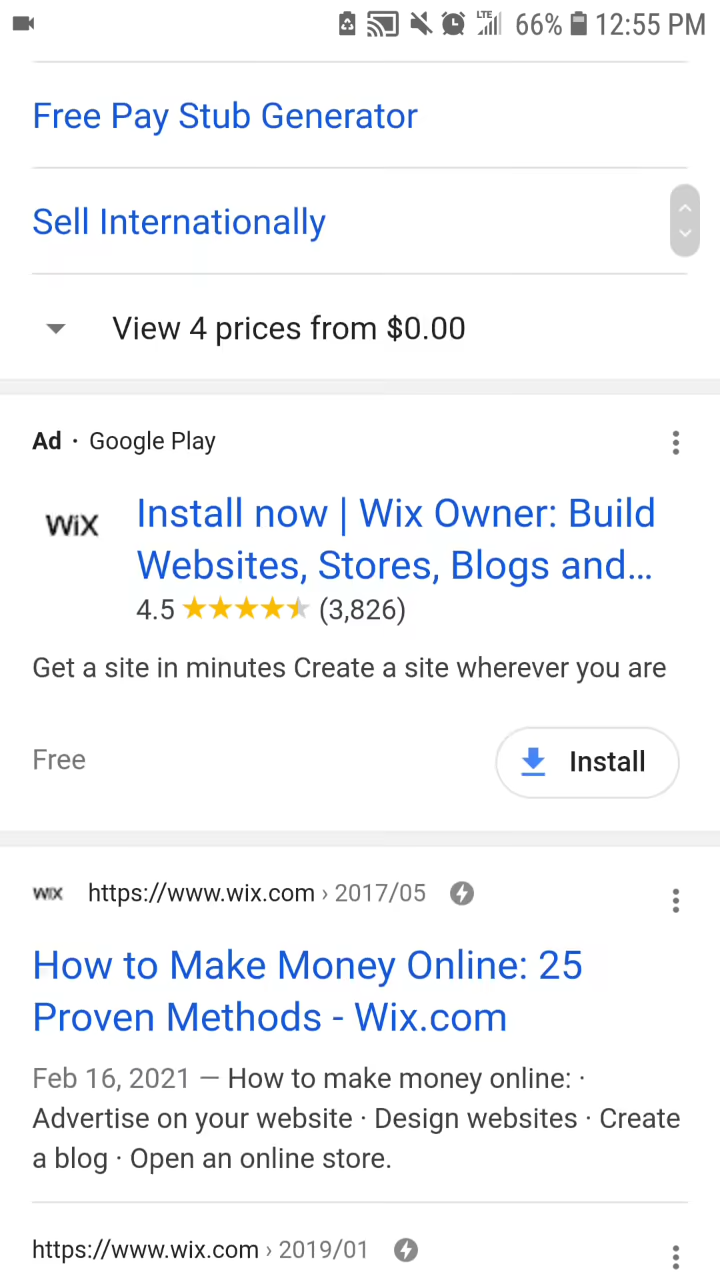 LTE 66% 12:55 PM
Free Pay Stub Generator
Sell Internationally
View 4 prices from $0.00
Ad · Google Play
WiX
Install now | Wix Owner: Build
Websites, Stores, Blogs and...
4.5 (3,826)
Get a site in minutes Create a site wherever you are
Free
Install
WIX https://www.wix.com › 2017/05
How to Make Money Online: 25
Proven Methods - Wix.com
Feb 16, 2021 — How to make money online: ·
Advertise on your website · Design websites · Create
a blog · Open an online store.
https://www.wix.com › 2019/01